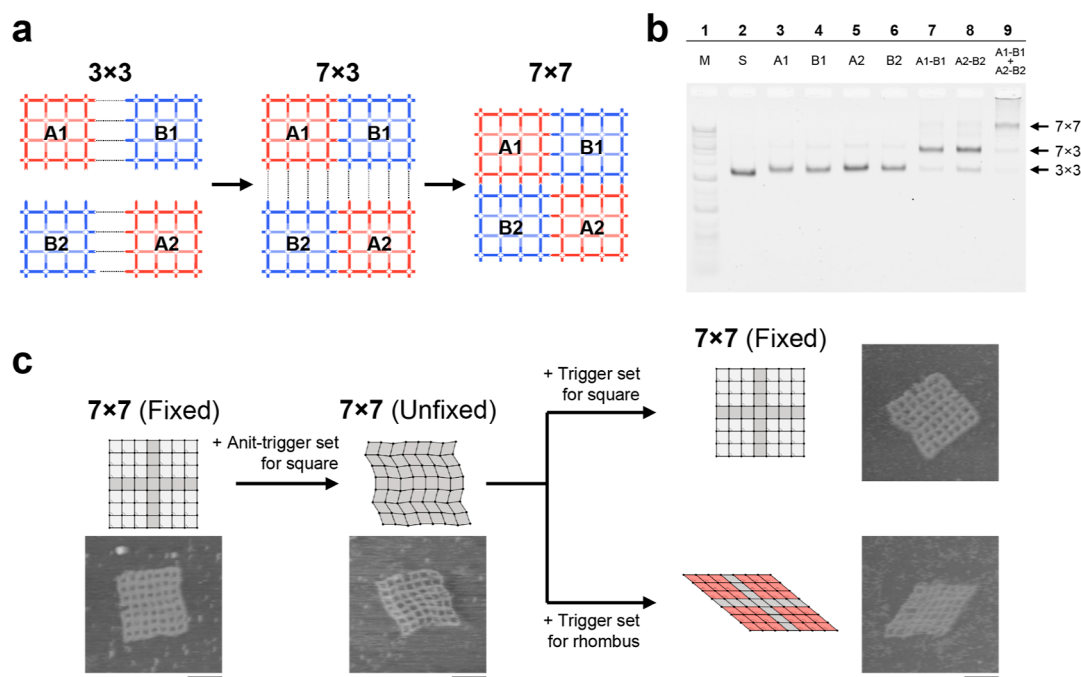 a
3×3
7×3
7×7
A1
B1
B2
A2
A1
B1
B2
A2
A1
B1
B2
A2
b
1 2 3 4 5 6 7 8 9
M S A1 B1 A2 B2 A1-B1 A2-B2 A1-B1
+
A2-B2
7×7
7×3
3×3
c
7×7 (Fixed)
+ Anit-trigger set
for square
7×7 (Unfixed)
+ Trigger set
for square
7×7 (Fixed)
+ Trigger set
for rhombus